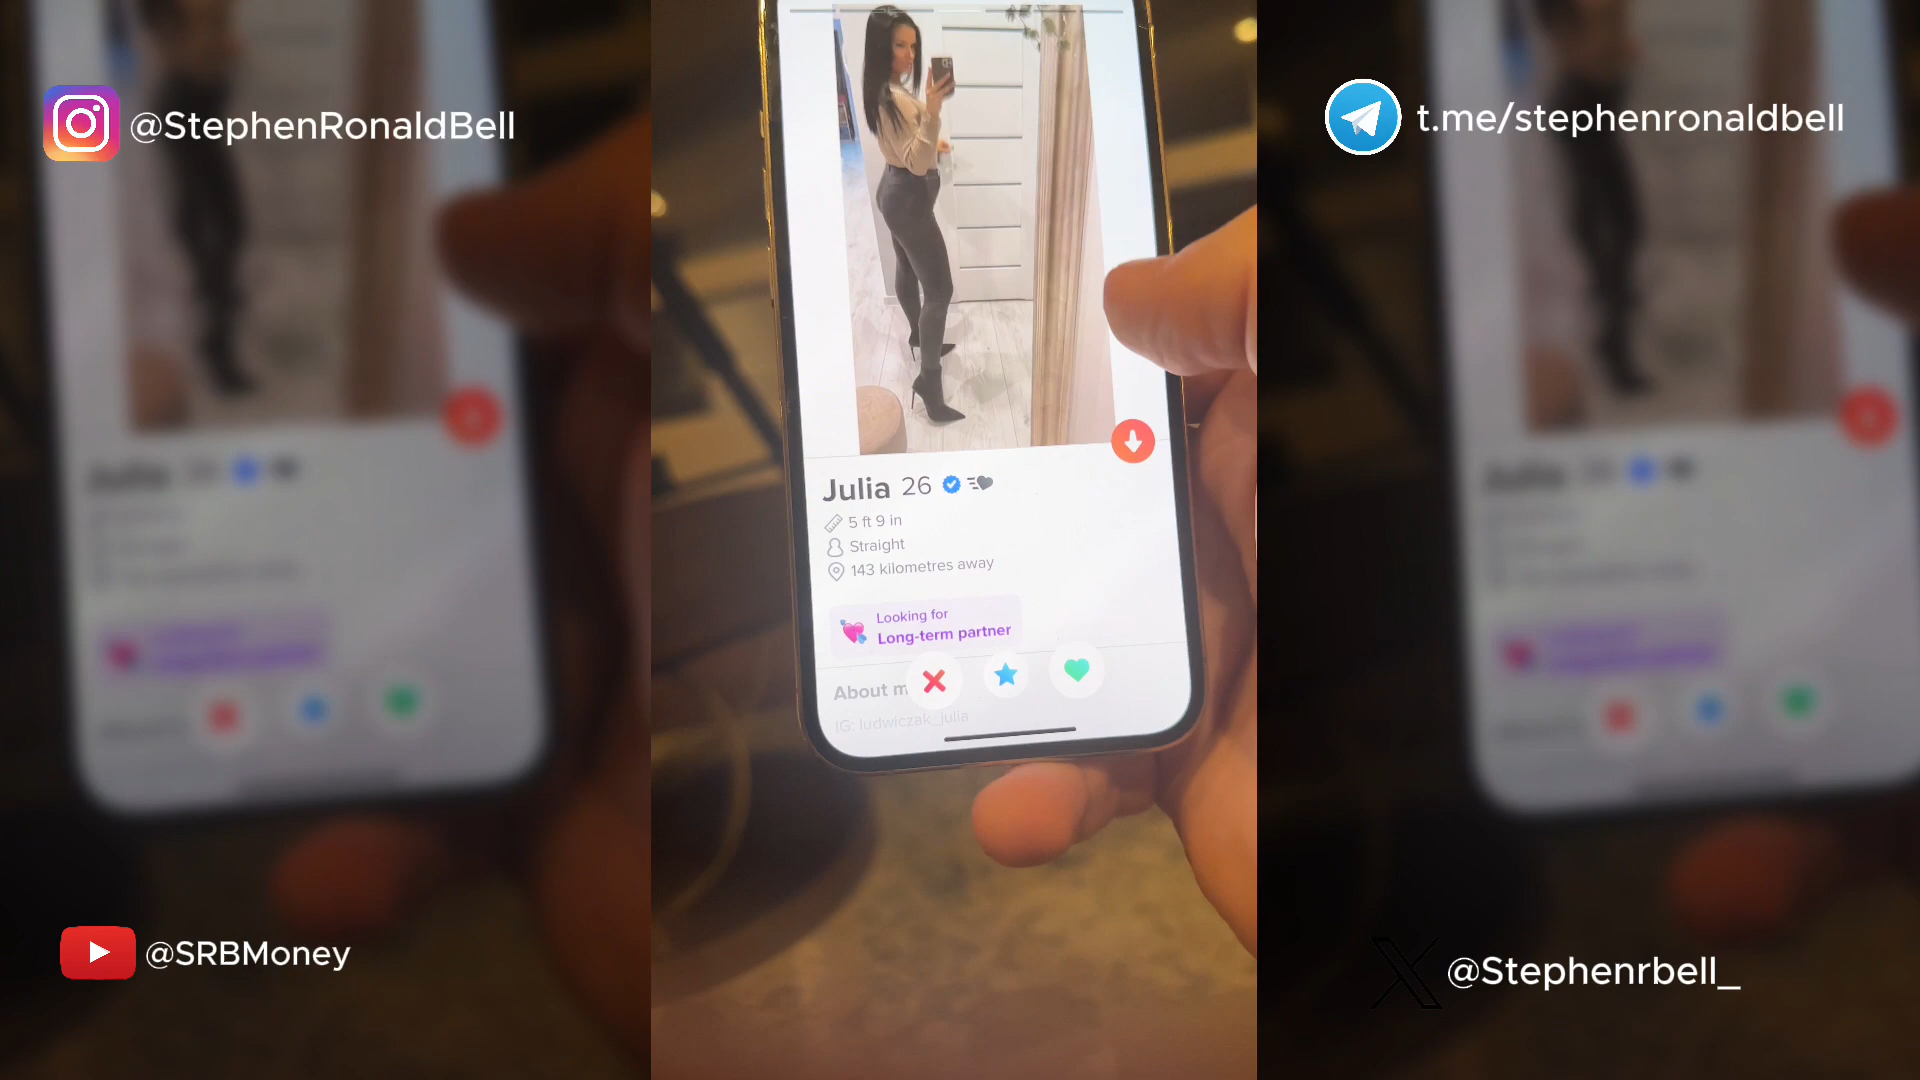 @StephenRonaldBell
t.me/stephenronaldbell
Julia 26
5 ft 9 in
Straight
143 kilometres away
Looking for
Long-term partner
About m
IG: ludwiczak_julia
@SRBMoney
@Stephenrbell_